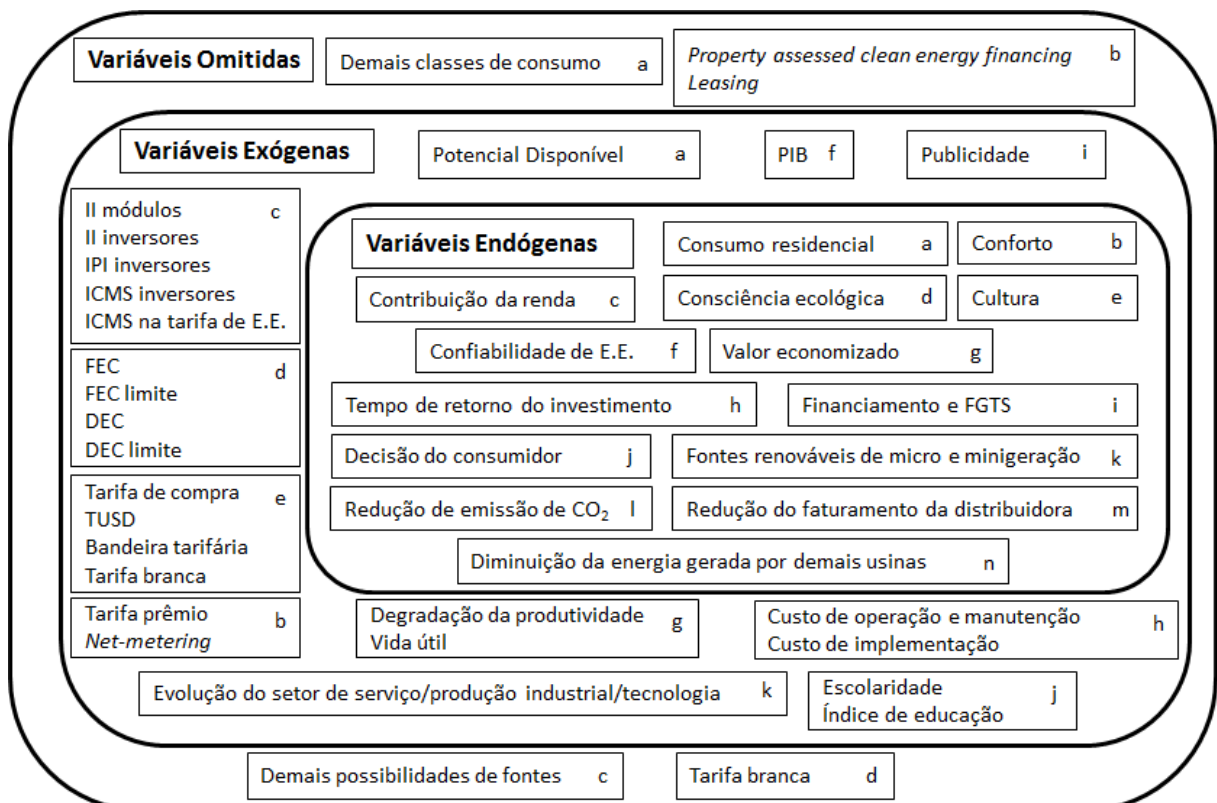 Variáveis Omitidas
Demais classes de consumo a
Property assessed clean energy financing b
Leasing
Variáveis Exógenas
Potencial Disponível a
PIB f
Publicidade i
II módulos c
II inversores
IPI inversores
ICMS inversores
ICMS na tarifa de E.E.
FEC d
FEC limite
DEC
DEC limite
Tarifa de compra e
TUSD
Bandeira tarifária
Tarifa branca
Tarifa prêmio b
Net-metering
Variáveis Endógenas
Consumo residencial a
Conforto b
Contribuição da renda c
Consciência ecológica d
Cultura e
Confiabilidade de E.E. f
Valor economizado g
Tempo de retorno do investimento h
Financiamento e FGTS i
Decisão do consumidor j
Fontes renováveis de micro e minigeração k
Redução de emissão de CO₂ l
Redução do faturamento da distribuidora m
Diminuição da energia gerada por demais usinas n
Degradação da produtividade g
Vida útil
Custo de operação e manutenção h
Custo de implementação
Evolução do setor de serviço/produção industrial/tecnologia k
Escolaridade j
Índice de educação
Demais possibilidades de fontes c
Tarifa branca d